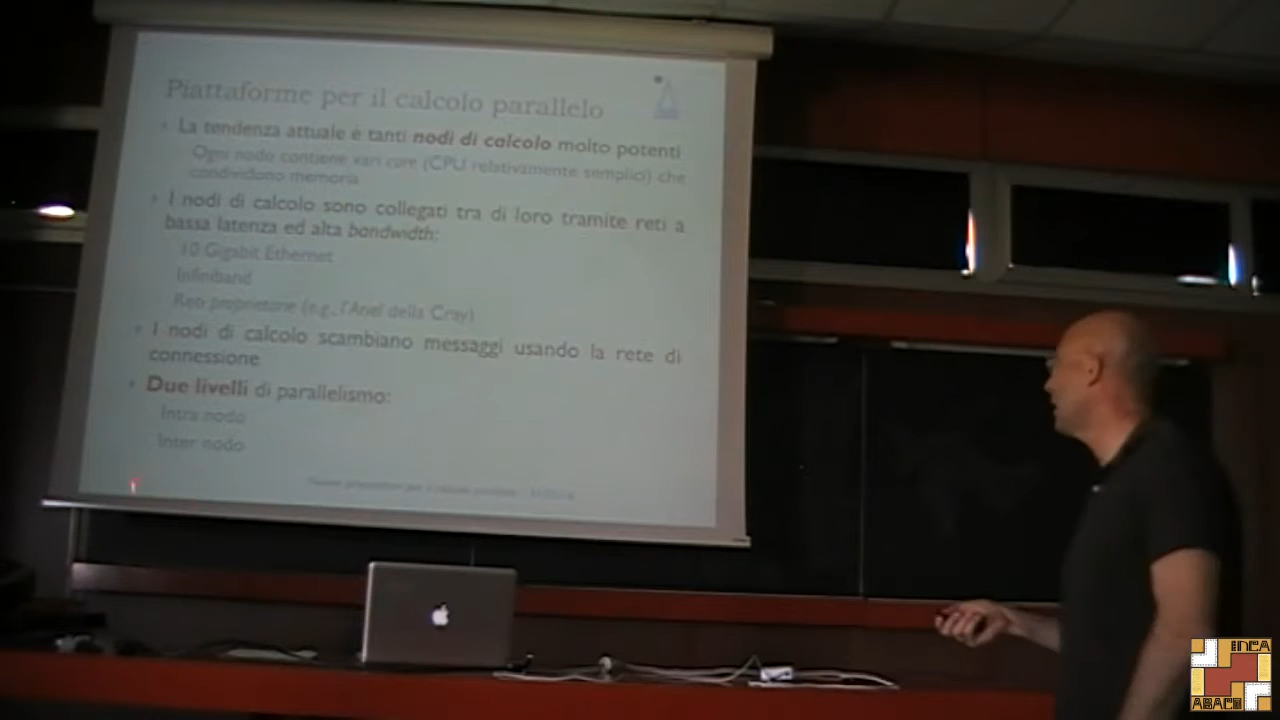 Piattaforme per il calcolo parallelo
La tendenza attuale è tanti nodi di calcolo molto potenti
Ogni nodo contiene vari core (CPU relativamente semplici) che
condividono memoria
I nodi di calcolo sono collegati tra di loro tramite reti a
bassa latenza ed alta bandwidth:
10 Gigabit Ethernet
Infiniband
Reti proprietarie (e.g., l'Ariel della Cray)
I nodi di calcolo scambiano messaggi usando la rete di
connessione
Due livelli di parallelismo:
Intra nodo
Inter nodo
ABACO